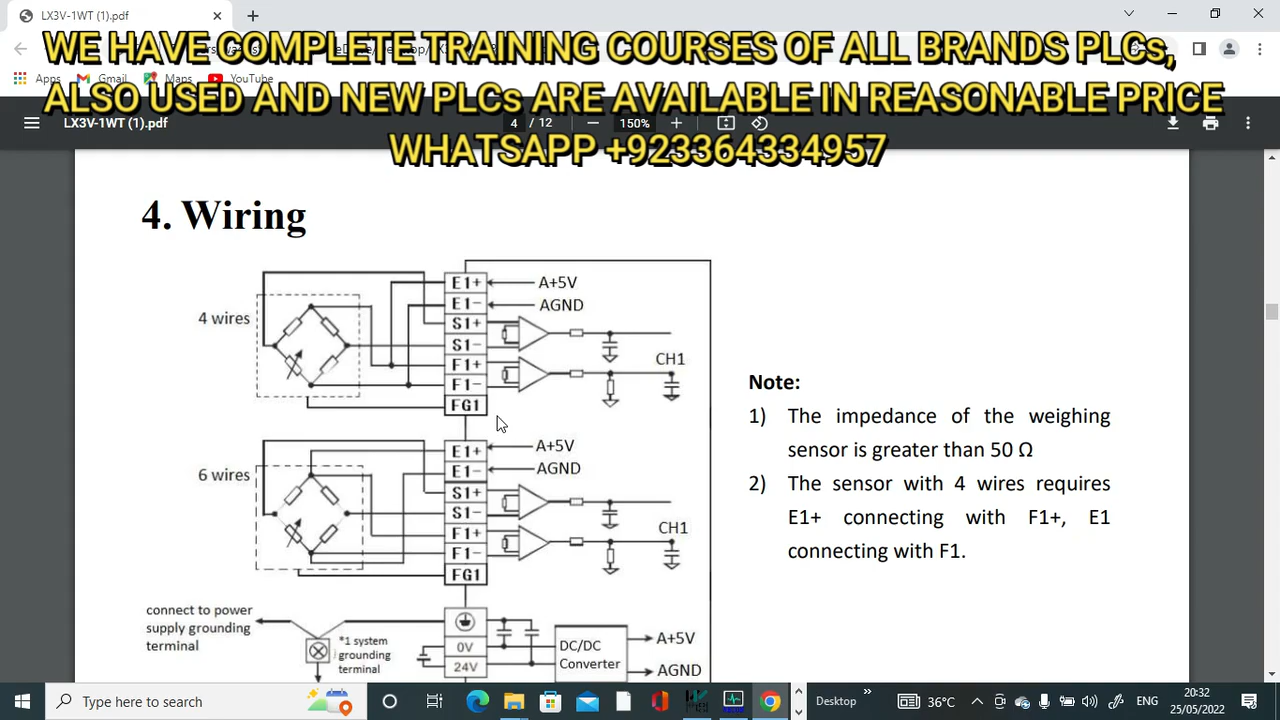 LX3V-1WT (1).pdf
WE HAVE COMPLETE TRAINING COURSES OF ALL BRANDS PLCs,
Apps Gmail Maps YouTube
ALSO USED AND NEW PLCs ARE AVAILABLE IN REASONABLE PRICE
LX3V-1WT (1).pdf 4 / 12 150%
WHATSAPP +923364334957
4. Wiring
4 wires
E1+ A+5V
E1- AGND
S1+
S1-
F1+ CH1
F1-
FG1
6 wires
E1+ A+5V
E1- AGND
S1+
S1-
F1+ CH1
F1-
FG1
connect to power
supply grounding
terminal
*1 system
grounding
terminal
0V
24V
DC/DC
Converter
A+5V
AGND
Note:
1) The impedance of the weighing
sensor is greater than 50 Ω
2) The sensor with 4 wires requires
E1+ connecting with F1+, E1
connecting with F1.
Type here to search
Desktop
36°C
ENG
20:32
25/05/2022